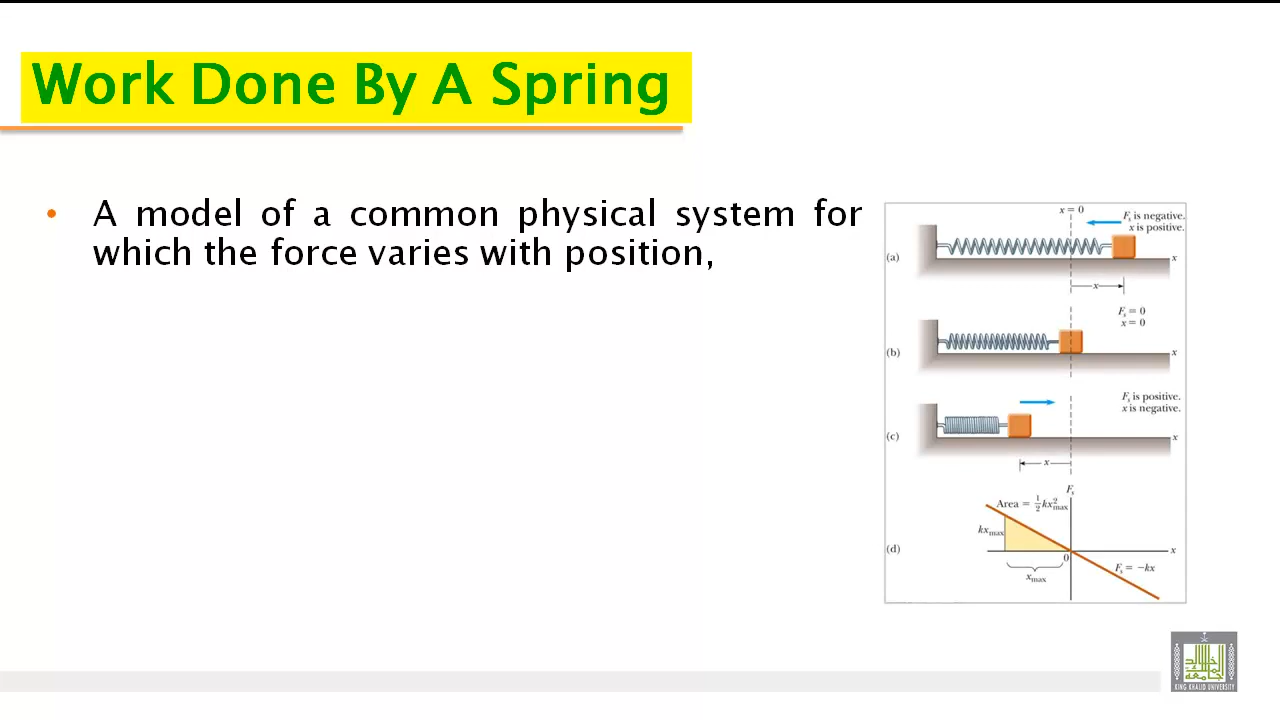 Work Done By A Spring
• A model of a common physical system for
which the force varies with position,
x = 0
Fs is negative.
x is positive.
(a)
x
x
Fs = 0
x = 0
(b)
x
Fs is positive.
x is negative.
(c)
x
x
Fs
Area = ½kx²max
kxmax
(d)
x
0
Fs = −kx
xmax
KING KHALID UNIVERSITY